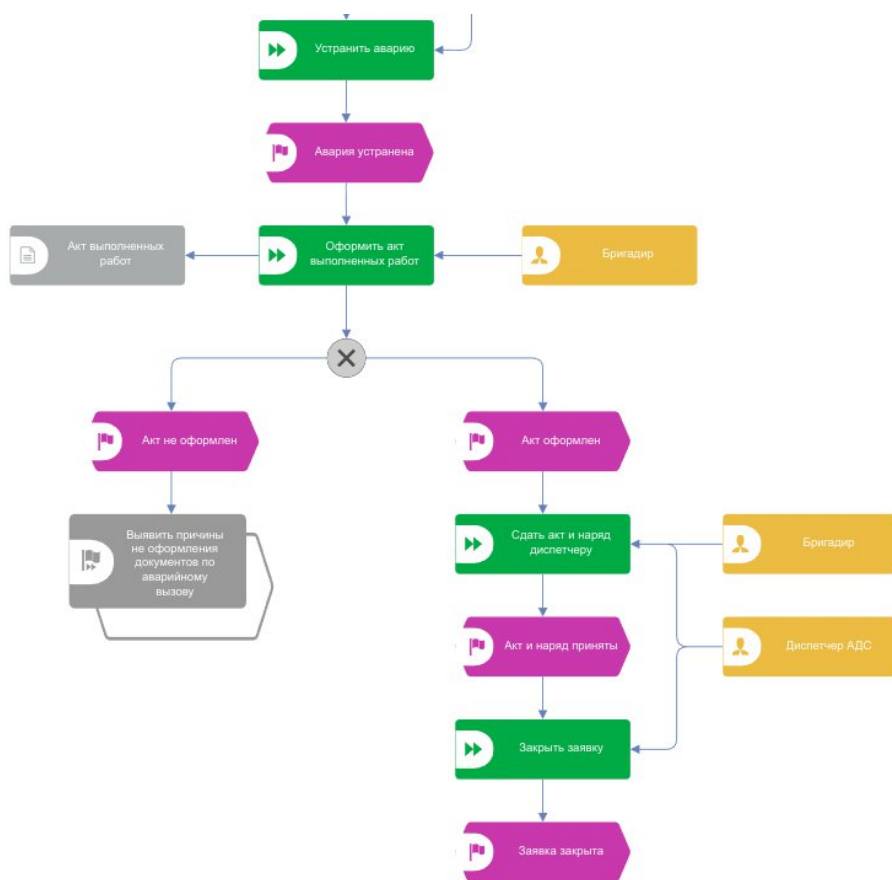 Устранить аварию
Авария устранена
Акт выполненных
работ
Оформить акт
выполненных работ
Бригадир
Акт не оформлен
Акт оформлен
Выявить причины
не оформления
документов по
аварийному
вызову
Сдать акт и наряд
диспетчеру
Бригадир
Акт и наряд приняты
Диспетчер АДС
Закрыть заявку
Заявка закрыта